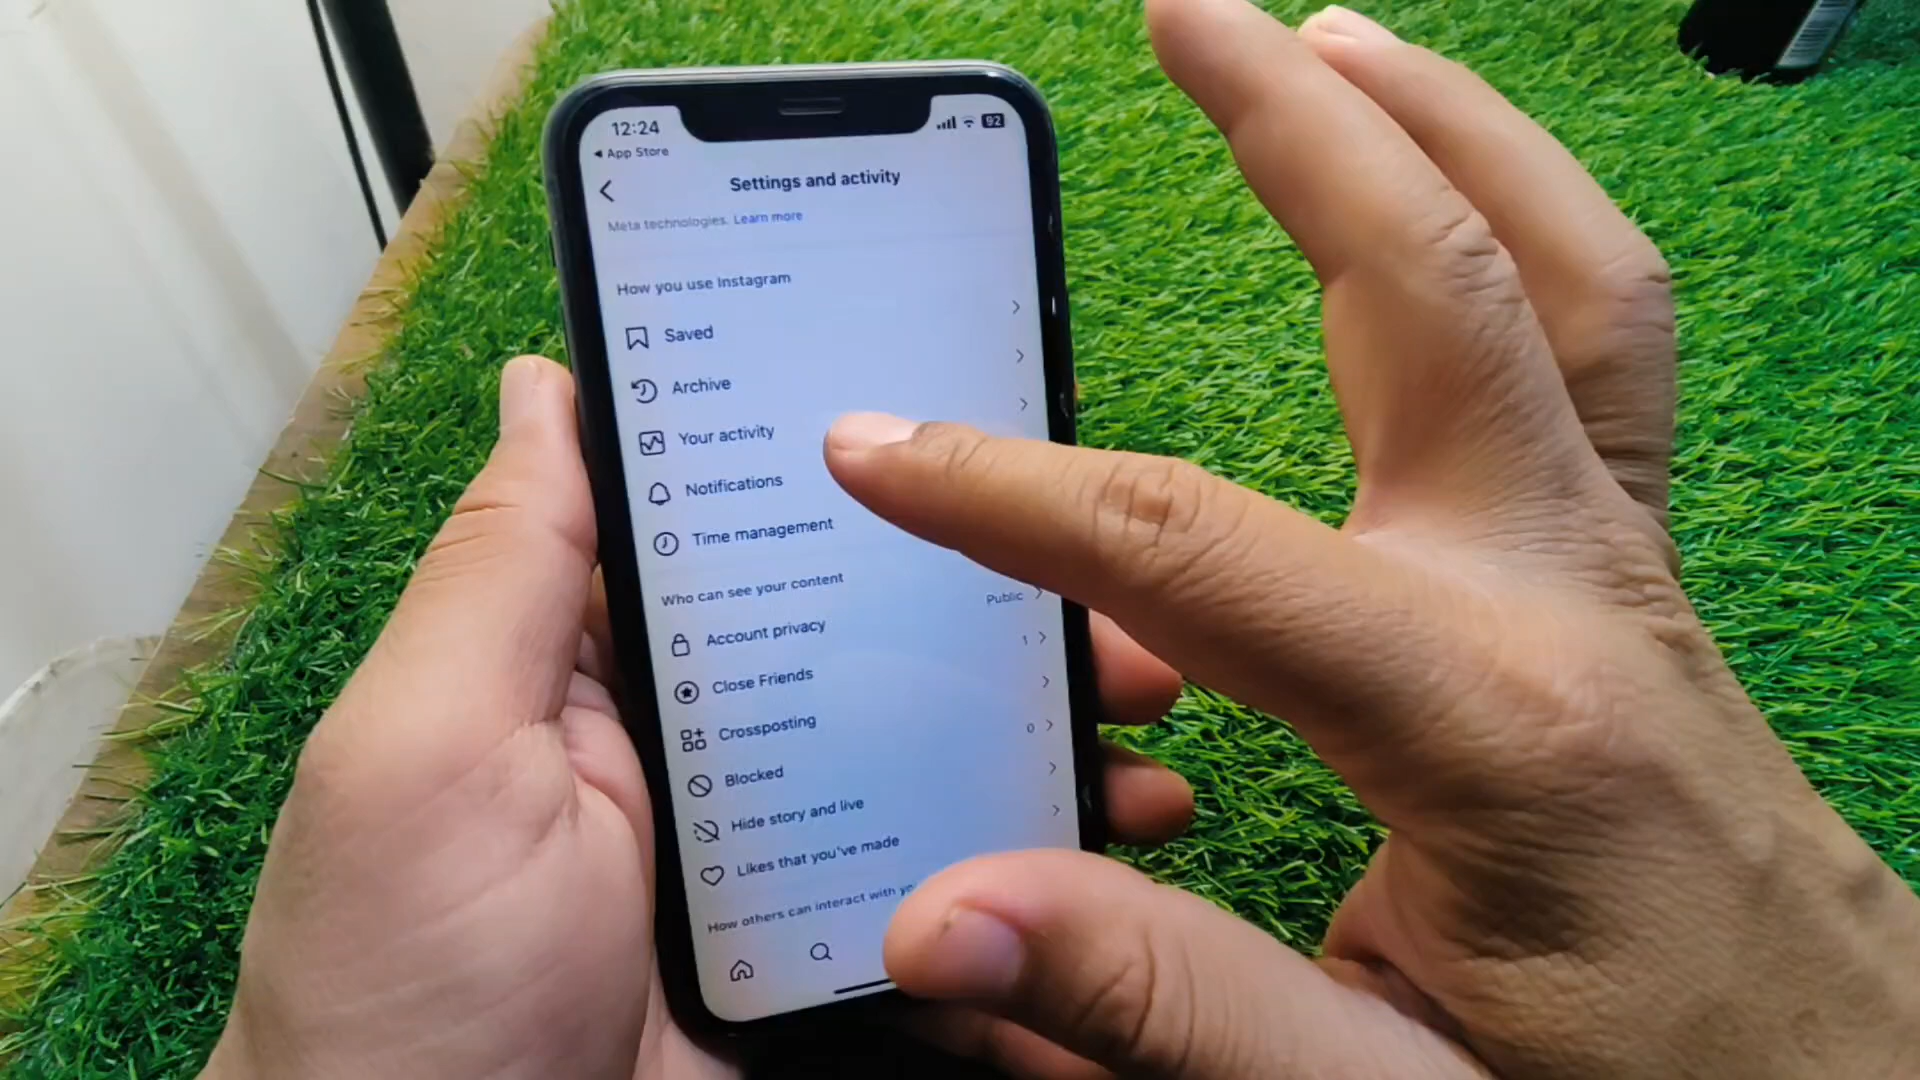 12:24
92
App Store
Settings and activity
Meta technologies. Learn more
How you use Instagram
Saved
Archive
Your activity
Notifications
Time management
Who can see your content
Account privacy Public
Close Friends 1
Crossposting
Blocked 0
Hide story and live
Likes that you've made
How others can interact with